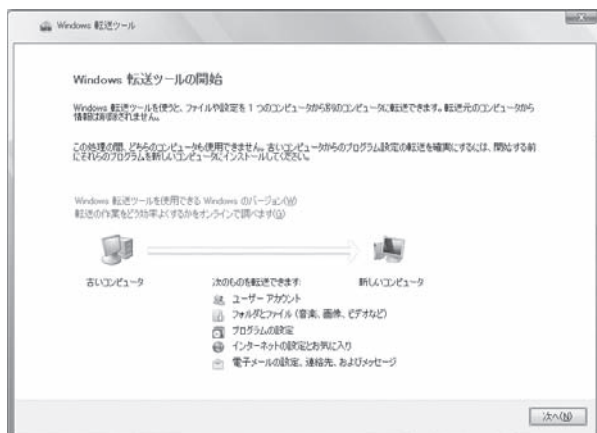 Windows 転送ツール
Windows 転送ツールの開始
Windows 転送ツールを使うと、ファイルや設定を 1 つのコンピュータから別のコンピュータに転送できます。転送元のコンピュータから
情報は削除されません。
この処理の間、どちらのコンピュータも使用できません。古いコンピュータからのプログラム設定の転送を確実にするには、開始する前
にそれらのプログラムを新しいコンピュータにインストールしてください。
Windows 転送ツールを使用できる Windows のバージョン(W)
転送の作業をどう効率よくするかをオンラインで調べます(O)
古いコンピュータ
次のものを転送できます:
新しいコンピュータ
ユーザー アカウント
フォルダとファイル (音楽、画像、ビデオなど)
プログラムの設定
インターネットの設定とお気に入り
電子メールの設定、連絡先、およびメッセージ
次へ(N)